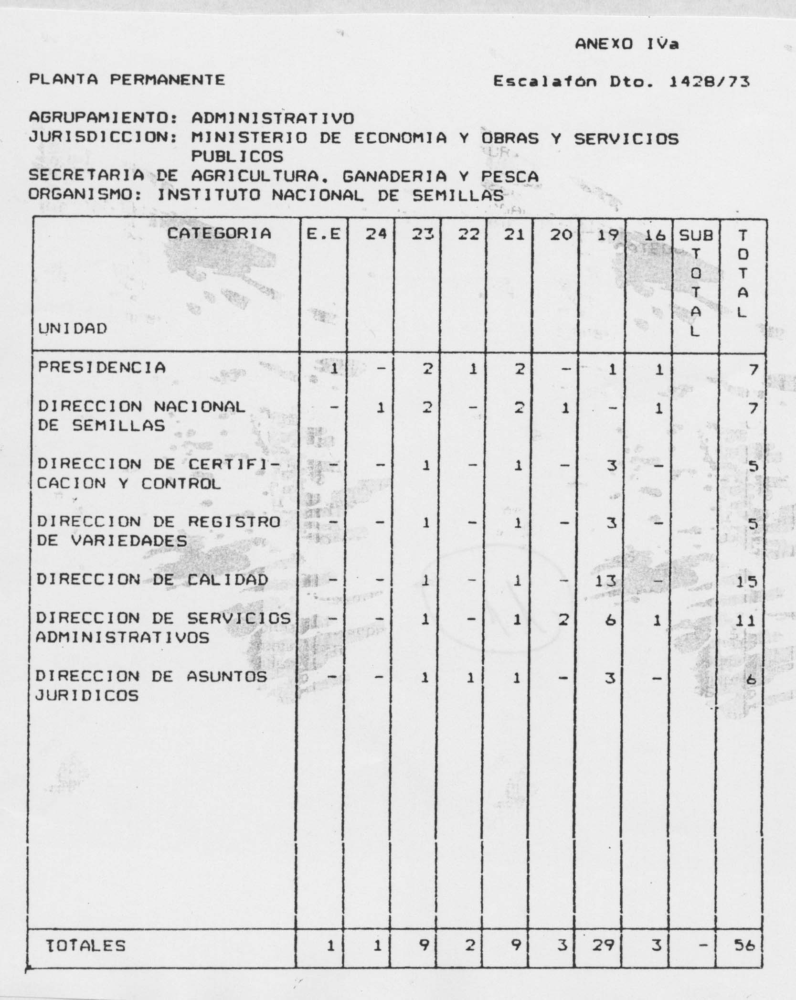 ANEXO IVa
PLANTA PERMANENTE Escalafón Dto. 1428/73
AGRUPAMIENTO: ADMINISTRATIVO
JURISDICCION: MINISTERIO DE ECONOMIA Y OBRAS Y SERVICIOS
PUBLICOS
SECRETARIA DE AGRICULTURA. GANADERIA Y PESCA
ORGANISMO: INSTITUTO NACIONAL DE SEMILLAS
CATEGORIA E.E 24 23 22 21 20 19 16 SUB TOTAL TOTAL
UNIDAD
PRESIDENCIA 1 - 2 1 2 - 1 1 7
DIRECCION NACIONAL - 1 2 - 2 1 - 1 7
DE SEMILLAS
DIRECCION DE CERTIFI- - - 1 - 1 - 3 - 5
CACION Y CONTROL
DIRECCION DE REGISTRO - - 1 - 1 - 3 - 5
DE VARIEDADES
DIRECCION DE CALIDAD - - 1 - 1 - 13 - 15
DIRECCION DE SERVICIOS - - 1 - 1 2 6 1 11
ADMINISTRATIVOS
DIRECCION DE ASUNTOS - - 1 1 1 - 3 - 6
JURIDICOS
TOTALES 1 1 9 2 9 3 29 3 - 56